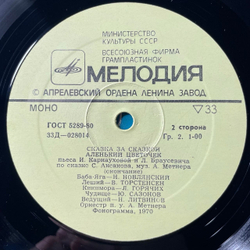 МИНИСТЕРСТВО
КУЛЬТУРЫ СССР
ВСЕСОЮЗНАЯ ФИРМА
ГРАМПЛАСТИНОК
МЕЛОДИЯ
© АПРЕЛЕВСКИЙ ОРДЕНА ЛЕНИНА ЗАВОД
МОНО ▽33
ГОСТ 5289-80 2 сторона
33Д-028014 Гр. 2. 1-00
СКАЗКА ЗА СКАЗКОЙ
АЛЕНЬКИЙ ЦВЕТОЧЕК
пьеса И. Карнауховой и Л. Браусевича
по сказке С. Аксакова, муз. А. Метнера
(окончание)
Баба-Яга— Н. НОВЛЯНСКИЙ
Леший— В. ТОРСТЕНСЕН
Кикимора— Е. ГОРЯЧИХ
Чудище— Ю. САЗОНОВ
Ведущий— Н. ЛИТВИНОВ
Оркестр п/у А. Метнера
Фонограмма, 1970